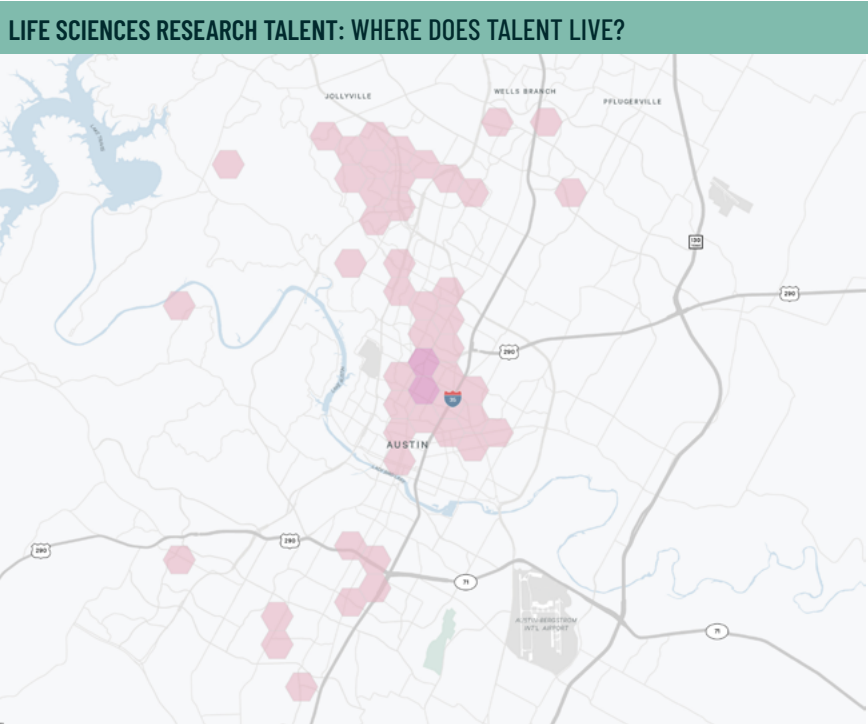 LIFE SCIENCES RESEARCH TALENT: WHERE DOES TALENT LIVE?
JOLLYVILLE
WELLS BRANCH
PFLUGERVILLE
130
290
290
35
AUSTIN
290
290
71
AUSTIN-BERGSTROM
INT'L AIRPORT
71